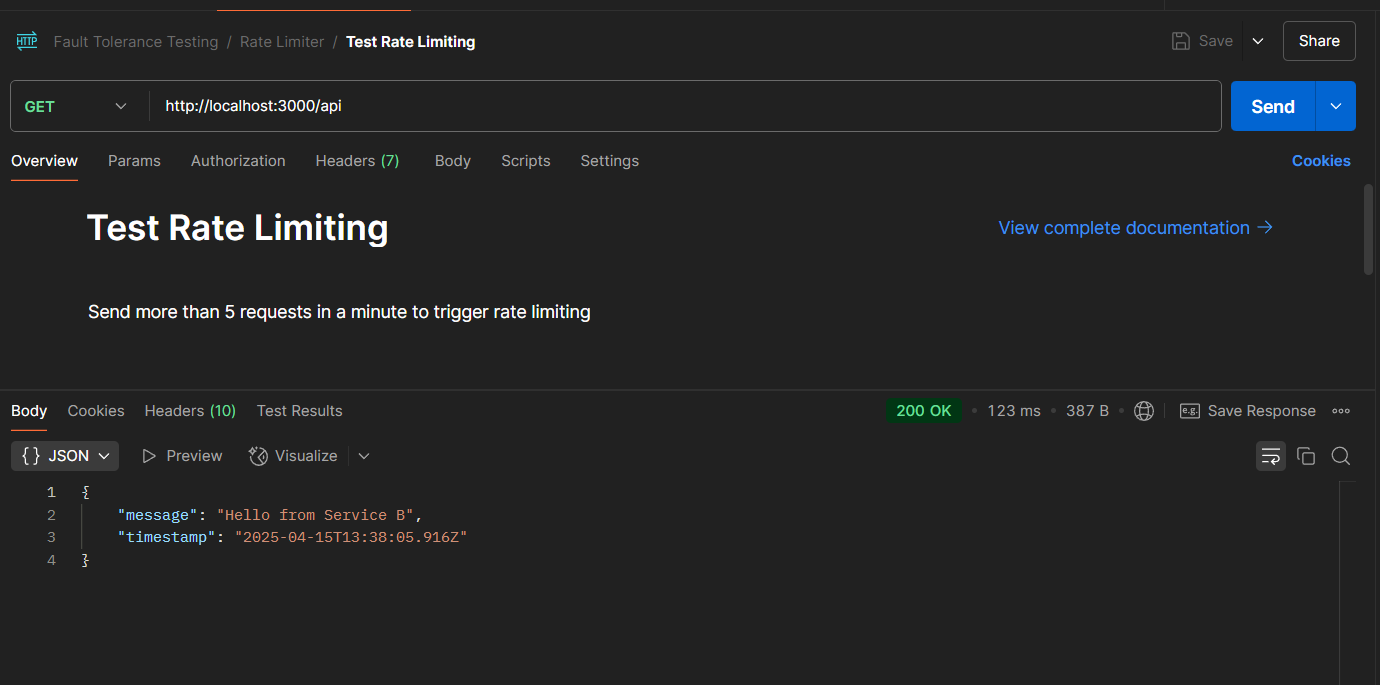 HTTP Fault Tolerance Testing / Rate Limiter / Test Rate Limiting Save Share
GET http://localhost:3000/api Send
Overview Params Authorization Headers (7) Body Scripts Settings Cookies
Test Rate Limiting View complete documentation →
Send more than 5 requests in a minute to trigger rate limiting
Body Cookies Headers (10) Test Results 200 OK • 123 ms • 387 B • e.g. Save Response
{} JSON Preview Visualize
1 {
2 "message": "Hello from Service B",
3 "timestamp": "2025-04-15T13:38:05.916Z"
4 }